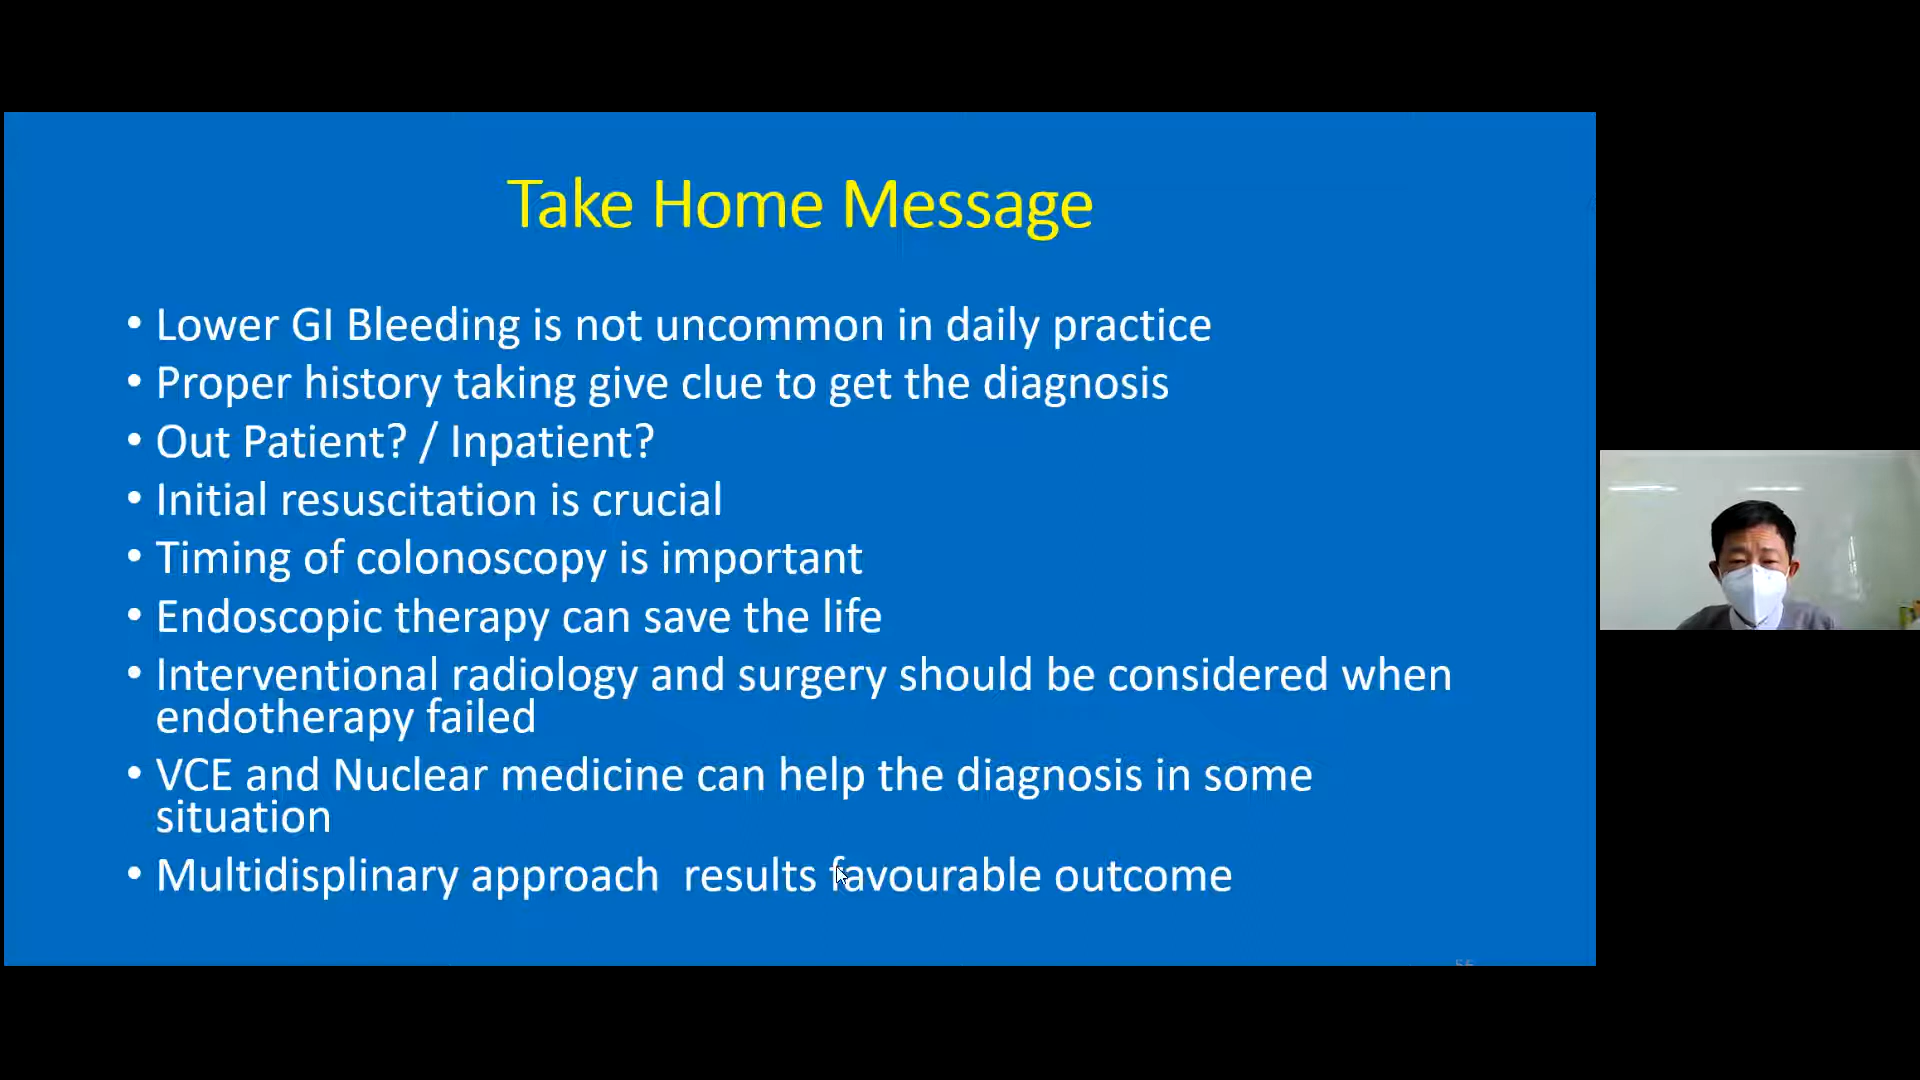 Take Home Message
• Lower GI Bleeding is not uncommon in daily practice
• Proper history taking give clue to get the diagnosis
• Out Patient? / Inpatient?
• Initial resuscitation is crucial
• Timing of colonoscopy is important
• Endoscopic therapy can save the life
• Interventional radiology and surgery should be considered when
endotherapy failed
• VCE and Nuclear medicine can help the diagnosis in some
situation
• Multidisplinary approach  results favourable outcome